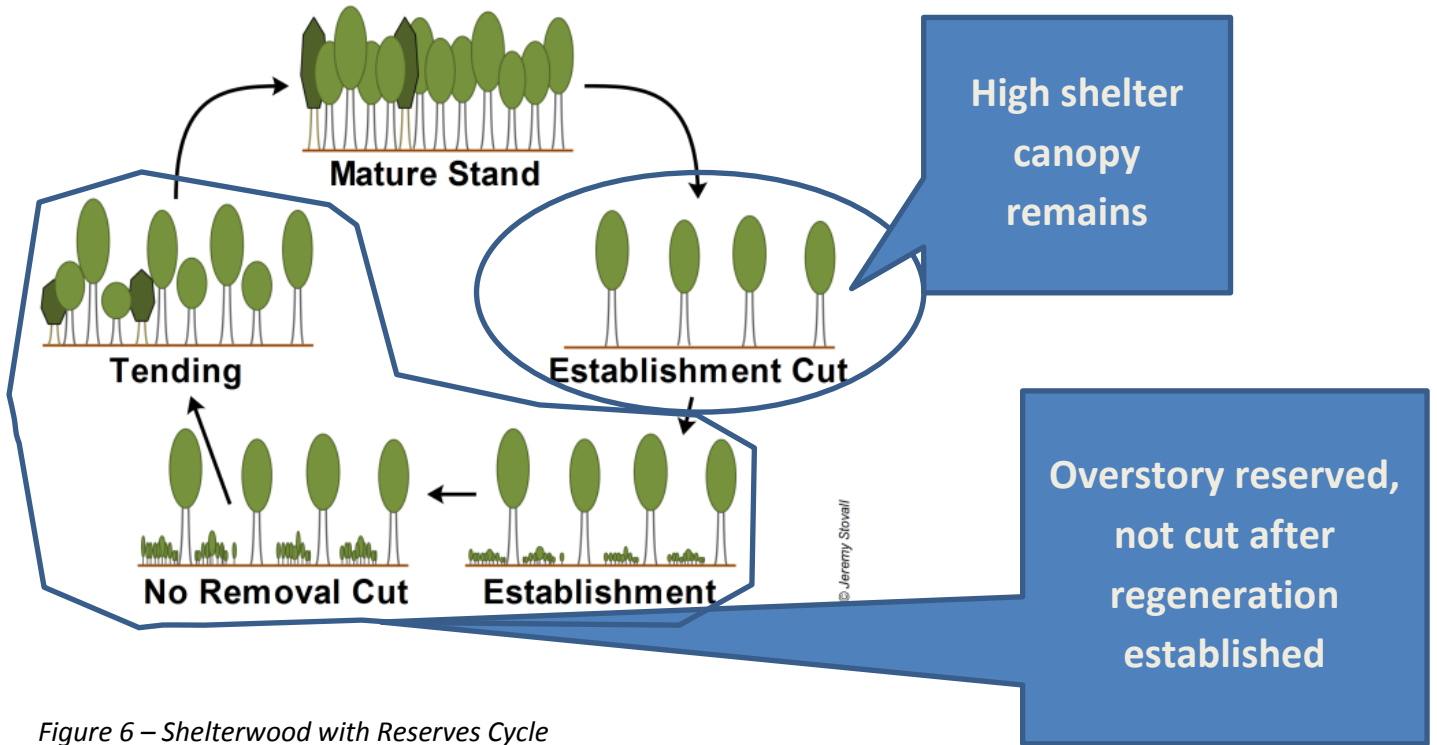 Mature Stand
High shelter
canopy
remains
Establishment Cut
Tending
Overstory reserved,
not cut after
regeneration
established
No Removal Cut
Establishment
© Jeremy Stovall
Figure 6 – Shelterwood with Reserves Cycle